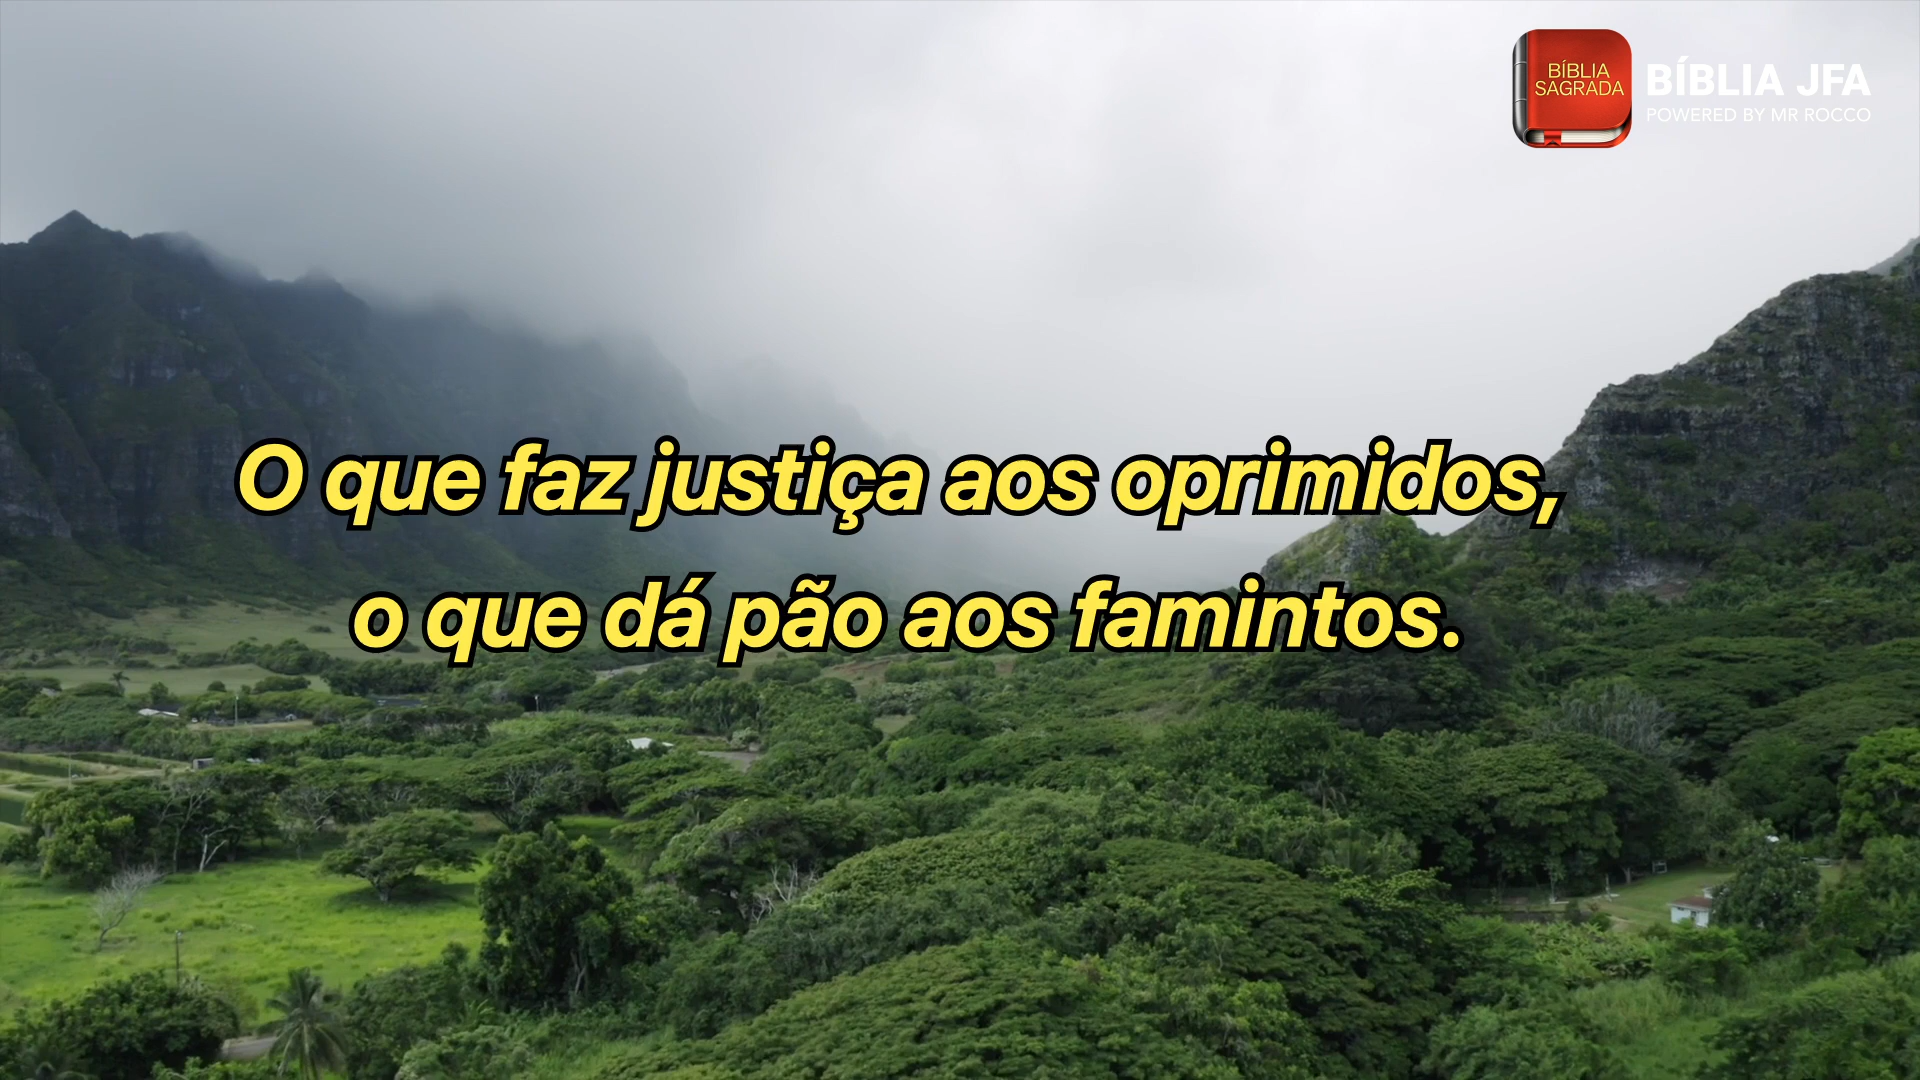 BÍBLIA
SAGRADA
BÍBLIA JFA
POWERED BY MR ROCCO
O que faz justiça aos oprimidos,
o que dá pão aos famintos.